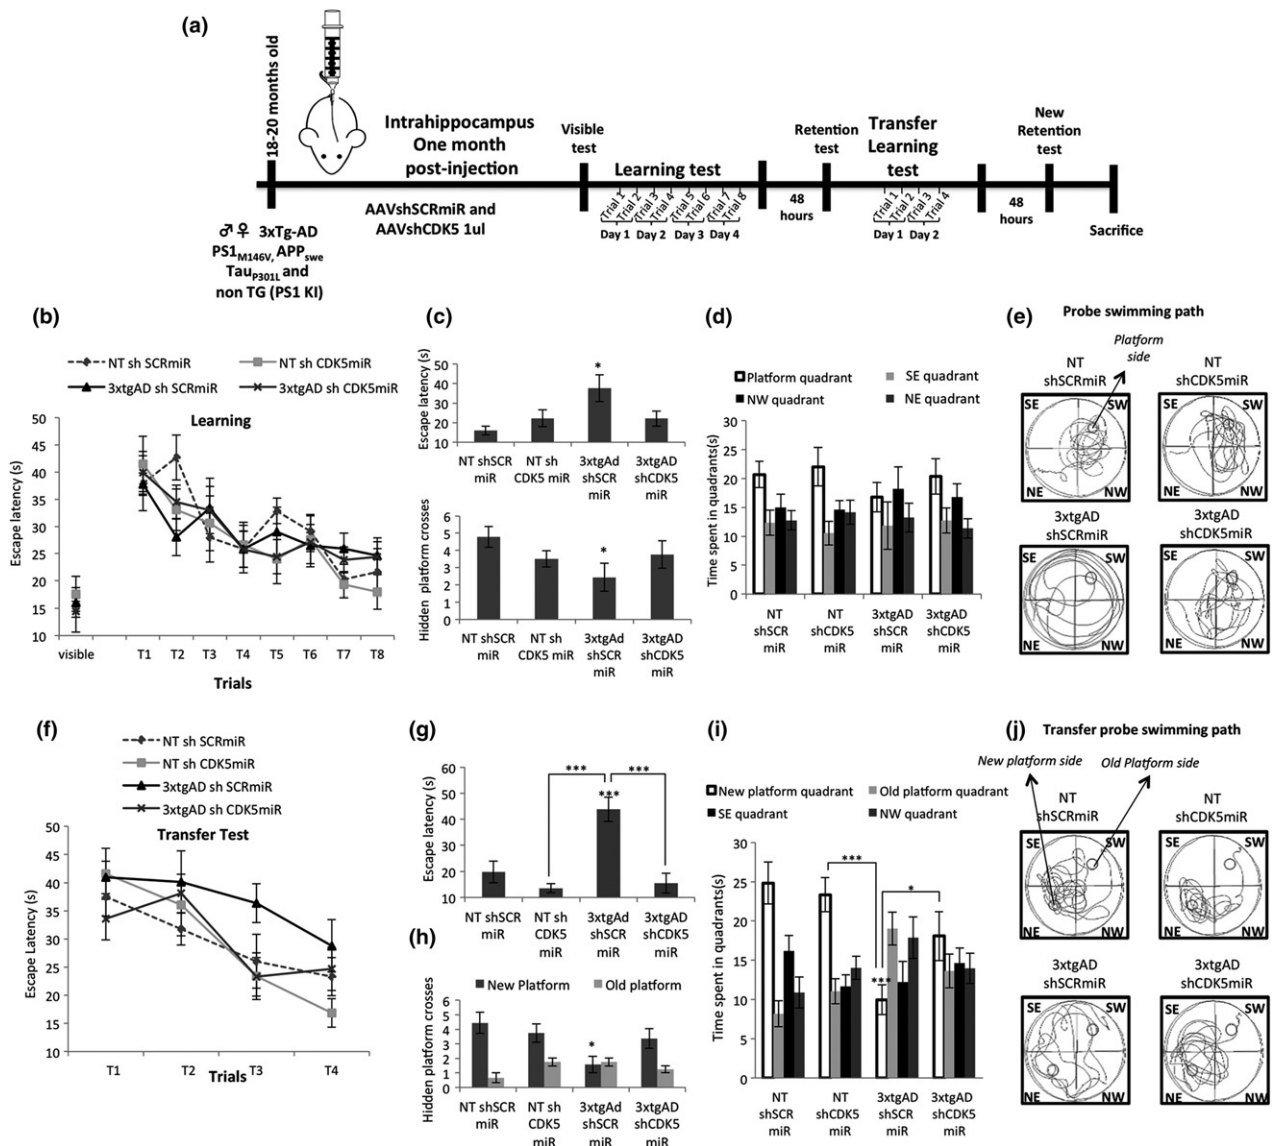 (a)
18-20 months old
Intrahippocampus
One month
post-injection
AAVshSCRmiR and
AAVshCDK5 1ul
♂ ♀ 3xTg-AD
PS1M146V, APPswe
TauP301L and
non TG (PS1 KI)
Visible
test
Learning test
Trial 1
Trial 2
Trial 3
Trial 4
Trial 5
Trial 6
Trial 7
Trial 8
Day 1 Day 2 Day 3 Day 4
48
hours
Retention
test
Transfer
Learning
test
Trial 1
Trial 2
Trial 3
Trial 4
Day 1 Day 2
48
hours
New
Retention
test
Sacrifice
(b)
NT sh SCRmiR
NT sh CDK5miR
3xtgAD sh SCRmiR
3xtgAD sh CDK5miR
Learning
Escape latency (s)
50
45
40
35
30
25
20
15
10
visible T1 T2 T3 T4 T5 T6 T7 T8
Trials
(c)
Escape latency (s)
50
40
30
20
10
*
NT shSCR
miR
NT sh
CDK5 miR
3xtgAd
shSCR
miR
3xtgAD
shCDK5
miR
Hidden platform crosses
6
5
4
3
2
1
0
*
NT shSCR
miR
NT sh
CDK5 miR
3xtgAd
shSCR
miR
3xtgAD
shCDK5
miR
(d)
Platform quadrant
SE quadrant
NW quadrant
NE quadrant
Time spent in quadrants(s)
30
25
20
15
10
5
0
NT
shSCR
miR
NT
shCDK5
miR
3xtgAD
shSCR
miR
3xtgAD
shCDK5
miR
(e)
Probe swimming path
Platform
side
NT
shSCRmiR
SE SW
NE NW
NT
shCDK5miR
SE SW
NE NW
3xtgAD
shSCRmiR
SE SW
NE NW
3xtgAD
shCDK5miR
SE SW
NE NW
(f)
NT sh SCRmiR
NT sh CDK5miR
3xtgAD sh SCRmiR
3xtgAD sh CDK5miR
Transfer Test
Escape Latency (s)
50
45
40
35
30
25
20
15
10
T1 T2 T3 T4
Trials
(g)
Escape latency (s)
60
50
40
30
20
10
*** ***
***
NT shSCR
miR
NT sh
CDK5
miR
3xtgAd
shSCR
miR
3xtgAD
shCDK5
miR
(h)
New Platform
Old platform
Hidden platform crosses
6
5
4
3
2
1
0
*
NT shSCR
miR
NT sh
CDK5
miR
3xtgAd
shSCR
miR
3xtgAD
shCDK5
miR
(i)
New platform quadrant
Old platform quadrant
SE quadrant
NW quadrant
Time spent in quadrants(s)
30
25
20
15
10
5
0
***
*
***
NT
shSCR
miR
NT
shCDK5
miR
3xtgAD
shSCR
miR
3xtgAD
shCDK5
miR
(j)
Transfer probe swimming path
New platform side
Old Platform side
NT
shSCRmiR
SE SW
NE NW
NT
shCDK5miR
SE SW
NE NW
3xtgAD
shSCRmiR
SE SW
NE NW
3xtgAD
shCDK5miR
SE SW
NE NW